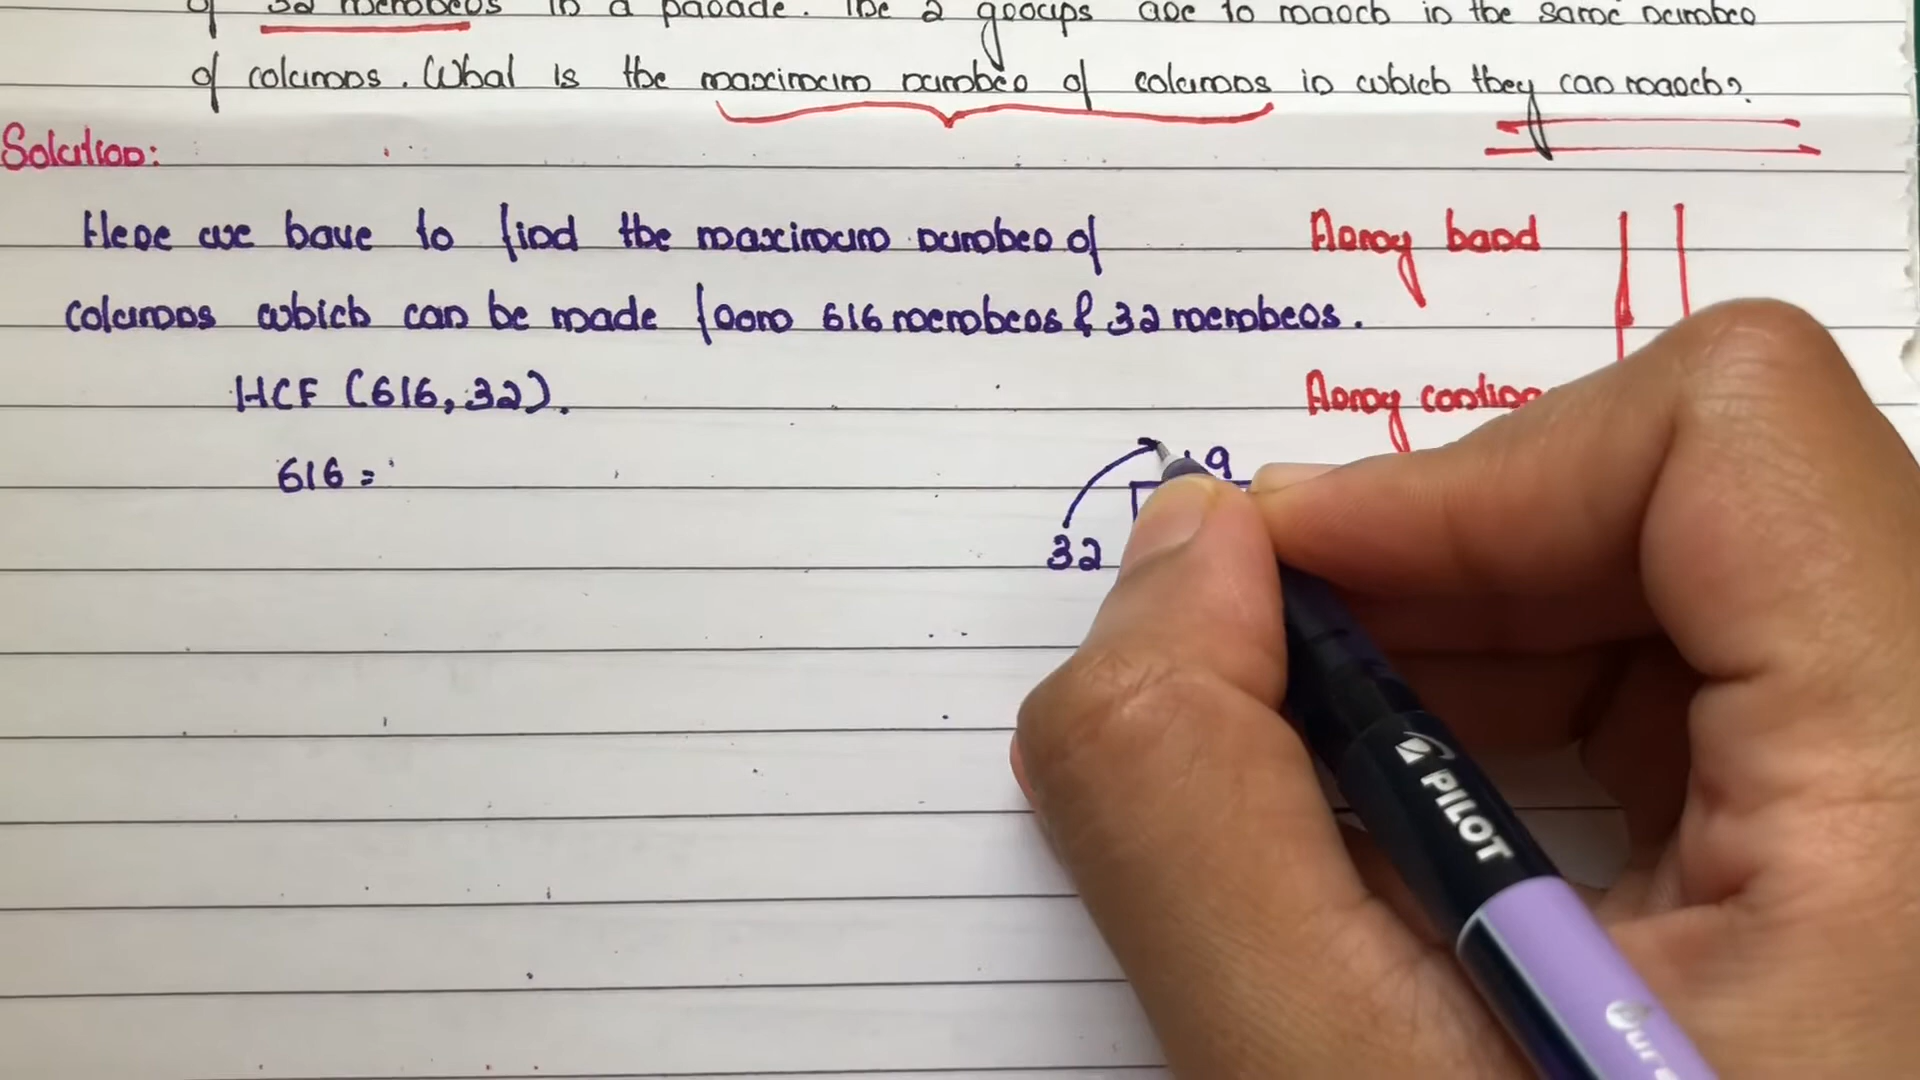 of 32 members in a parade. The 2 groups are to march in the same number
of columns. What is the maximum number of columns in which they can march?
Solution:
Here we have to find the maximum number of
columns which can be made from 616 members & 32 members.
Army band
HCF (616, 32).
Army
616 =
19
32
PILOT